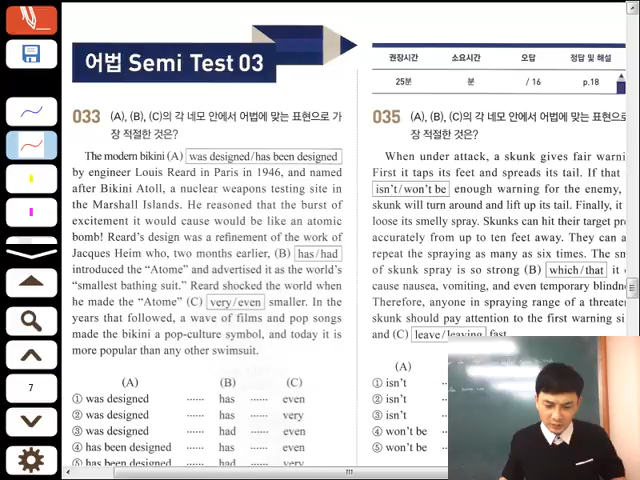 어법 Semi Test 03
권장시간 소요시간 오답 정답 및 해설
25분 분 / 16 p.18
033 (A), (B), (C)의 각 네모 안에서 어법에 맞는 표현으로 가
장 적절한 것은?
The modern bikini (A) was designed/has been designed
by engineer Louis Reard in Paris in 1946, and named
after Bikini Atoll, a nuclear weapons testing site in
the Marshall Islands. He reasoned that the burst of
excitement it would cause would be like an atomic
bomb! Reard's design was a refinement of the work of
Jacques Heim who, two months earlier, (B) has/had
introduced the “Atome” and advertised it as the world's
“smallest bathing suit.” Reard shocked the world when
he made the “Atome” (C) very/even smaller. In the
years that followed, a wave of films and pop songs
made the bikini a pop-culture symbol, and today it is
more popular than any other swimsuit.
(A) (B) (C)
① was designed ...... has ...... even
② was designed ...... has ...... very
③ was designed ...... had ...... even
④ has been designed ...... has ...... even
⑤ has been designed ...... had ...... very
035 (A), (B), (C)의 각 네모 안에서 어법에 맞는 표현으로
장 적절한 것은?
When under attack, a skunk gives fair
First it taps its feet and spreads its tail. If that
isn't/won't be enough warning for the enemy,
skunk will turn around and lift up its tail. Finally, it
loose its smelly spray. Skunks can hit their target
accurately from up to ten feet away. They can
repeat the spraying as many as six times. The
of skunk spray is so strong (B) which/that it
cause nausea, vomiting, and even temporary
Therefore, anyone in spraying range of a
skunk should pay attention to the first warning
and (C) leave/leaving fast.
(A)
① isn't
② isn't
③ isn't
④ won't be
⑤ won't be
7